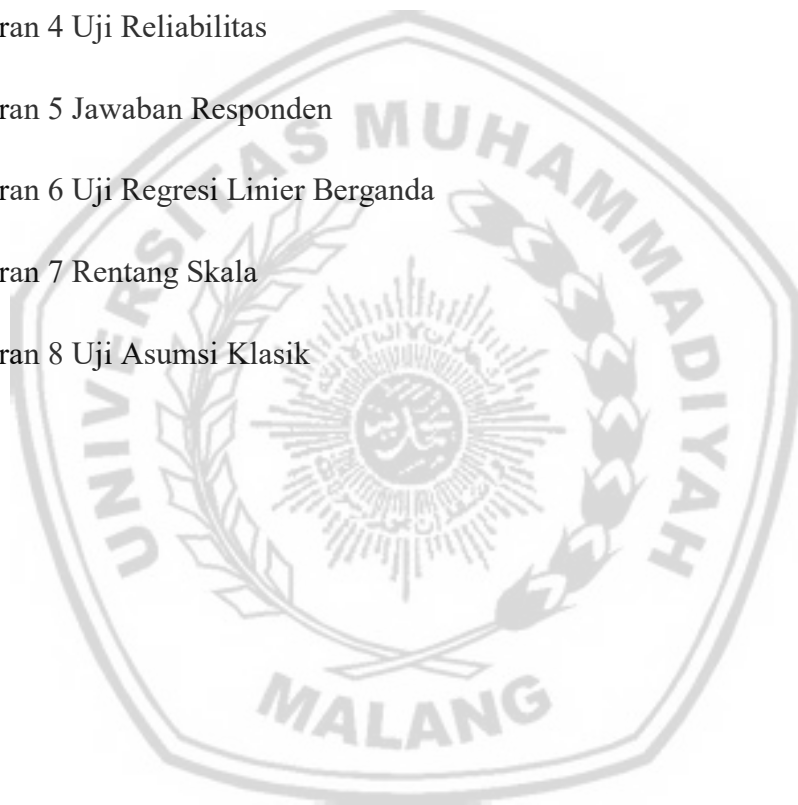 ran 4 Uji Reliabilitas
ran 5 Jawaban Responden
ran 6 Uji Regresi Linier Berganda
ran 7 Rentang Skala
ran 8 Uji Asumsi Klasik
UNIVERSITAS MUHAMMADIYAH
MALANG